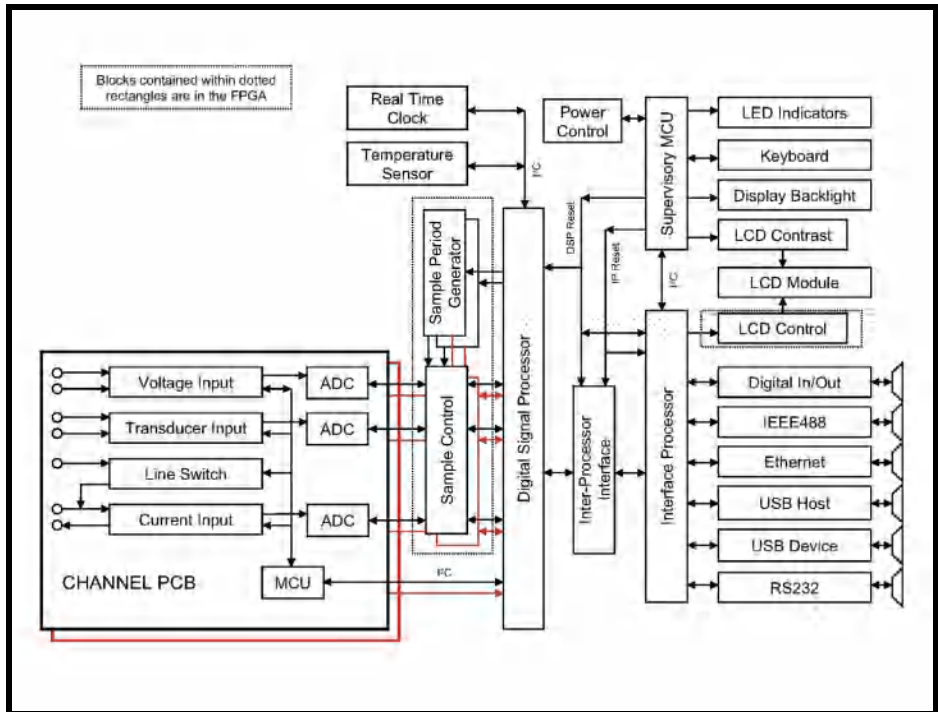 Blocks contained within dotted
rectangles are in the FPGA
Real Time
Clock
Temperature
Sensor
I²C
Power
Control
Supervisory MCU
LED Indicators
Keyboard
Display Backlight
LCD Contrast
LCD Module
LCD Control
DSP Reset
IP Reset
I²C
Sample Period
Generator
Sample Control
Digital Signal Processor
Inter-Processor
Interface
Interface Processor
Digital In/Out
IEEE488
Ethernet
USB Host
USB Device
RS232
Voltage Input
ADC
Transducer Input
ADC
Line Switch
Current Input
ADC
CHANNEL PCB
MCU
I²C